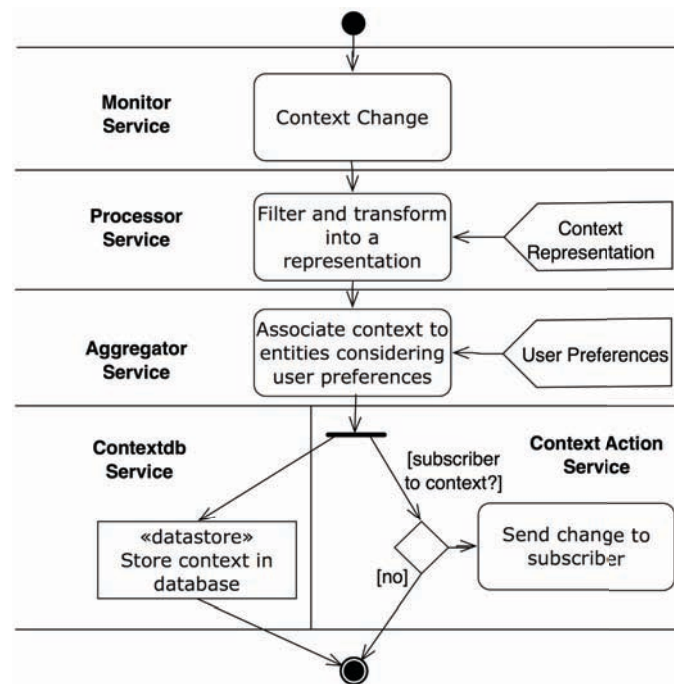 Monitor
Service
Context Change
Processor
Service
Filter and transform
into a
representation
Context
Representation
Aggregator
Service
Associate context to
entities considering
user preferences
User Preferences
Contextdb
Service
[subscriber
to context?]
Context Action
Service
«datastore»
Store context in
database
Send change to
subscriber
[no]